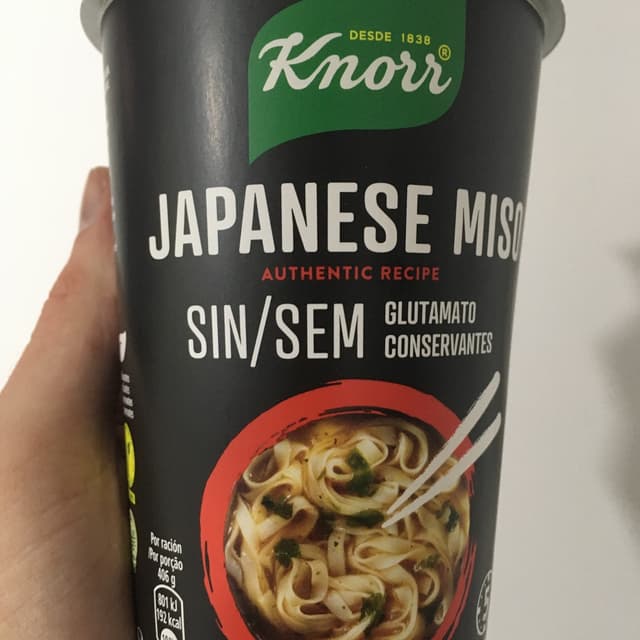 DESDE 1838
Knorr®
JAPANESE MISO
AUTHENTIC RECIPE
SIN/SEM
GLUTAMATO
CONSERVANTES
Por ración
/Por porção
406 g
801 kJ
192 kcal